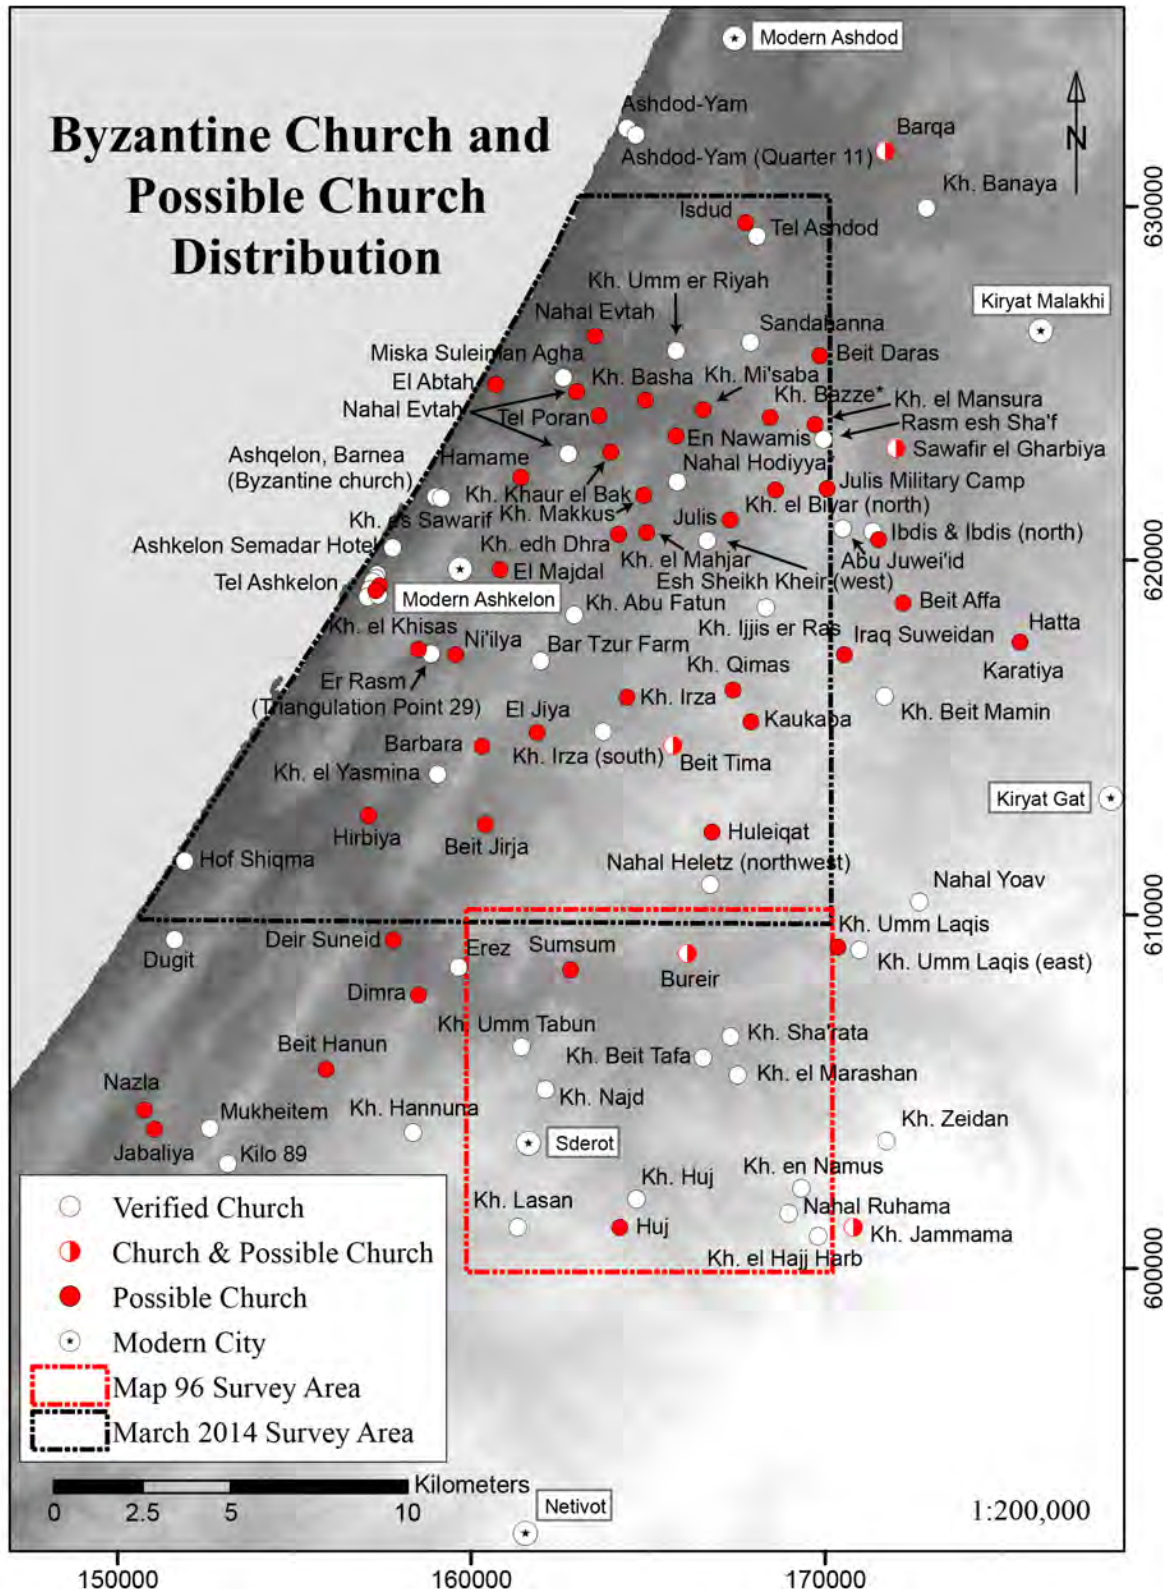 Modern Ashdod
Ashdod-Yam
Byzantine Church and
Possible Church
Distribution
Barqa
N
Ashdod-Yam (Quarter 11)
Kh. Banaya
630000
Isdud
Tel Ashdod
Kh. Umm er Riyah
Kiryat Malakhi
Nahal Evtah
Sandahanna
Miska Suleiman Agha
Beit Daras
El Abtah
Kh. Basha
Kh. Mi'saba
Kh. Bazze*
Kh. el Mansura
Nahal Evtah
Tel Poran
Rasm esh Sha'f
En Nawamis
Sawafir el Gharbiya
Ashqelon, Barnea
(Byzantine church)
Hamame
Nahal Hodiyya
Kh. Khaur el Bak
Julis Military Camp
Kh. Makkus
Kh. el Biyar (north)
Kh. es Sawarif
Julis
Ibdis & Ibdis (north)
Ashkelon Semadar Hotel
Kh. edh Dhra
Kh. el Mahjar
Abu Juwei'id
620000
Tel Ashkelon
El Majdal
Esh Sheikh Kheir (west)
Modern Ashkelon
Kh. Abu Fatun
Beit Affa
Kh. el Khisas
Kh. Ijjis er Ras
Hatta
Ni'ilya
Bar Tzur Farm
Iraq Suweidan
Karatiya
Er Rasm
(Triangulation Point 29)
Kh. Qimas
Kh. Irza
Kh. Beit Mamin
El Jiya
Kaukaba
Barbara
Kh. Irza (south)
Beit Tima
Kh. el Yasmina
Kiryat Gat
Hirbiya
Beit Jirja
Huleiqat
Hof Shiqma
Nahal Heletz (northwest)
Nahal Yoav
610000
Dugit
Deir Suneid
Erez
Sumsum
Kh. Umm Laqis
Bureir
Kh. Umm Laqis (east)
Dimra
Kh. Umm Tabun
Kh. Sha'rata
Beit Hanun
Kh. Beit Tafa
Kh. el Marashan
Nazla
Kh. Najd
Mukheitem
Kh. Hannuna
Kh. Zeidan
Jabaliya
Kilo 89
Sderot
Kh. Huj
Kh. en Namus
Kh. Lasan
Nahal Ruhama
Huj
Kh. Jammama
Kh. el Hajj Harb
600000
Verified Church
Church & Possible Church
Possible Church
Modern City
Map 96 Survey Area
March 2014 Survey Area
Kilometers
0 2.5 5 10
Netivot
1:200,000
150000 160000 170000